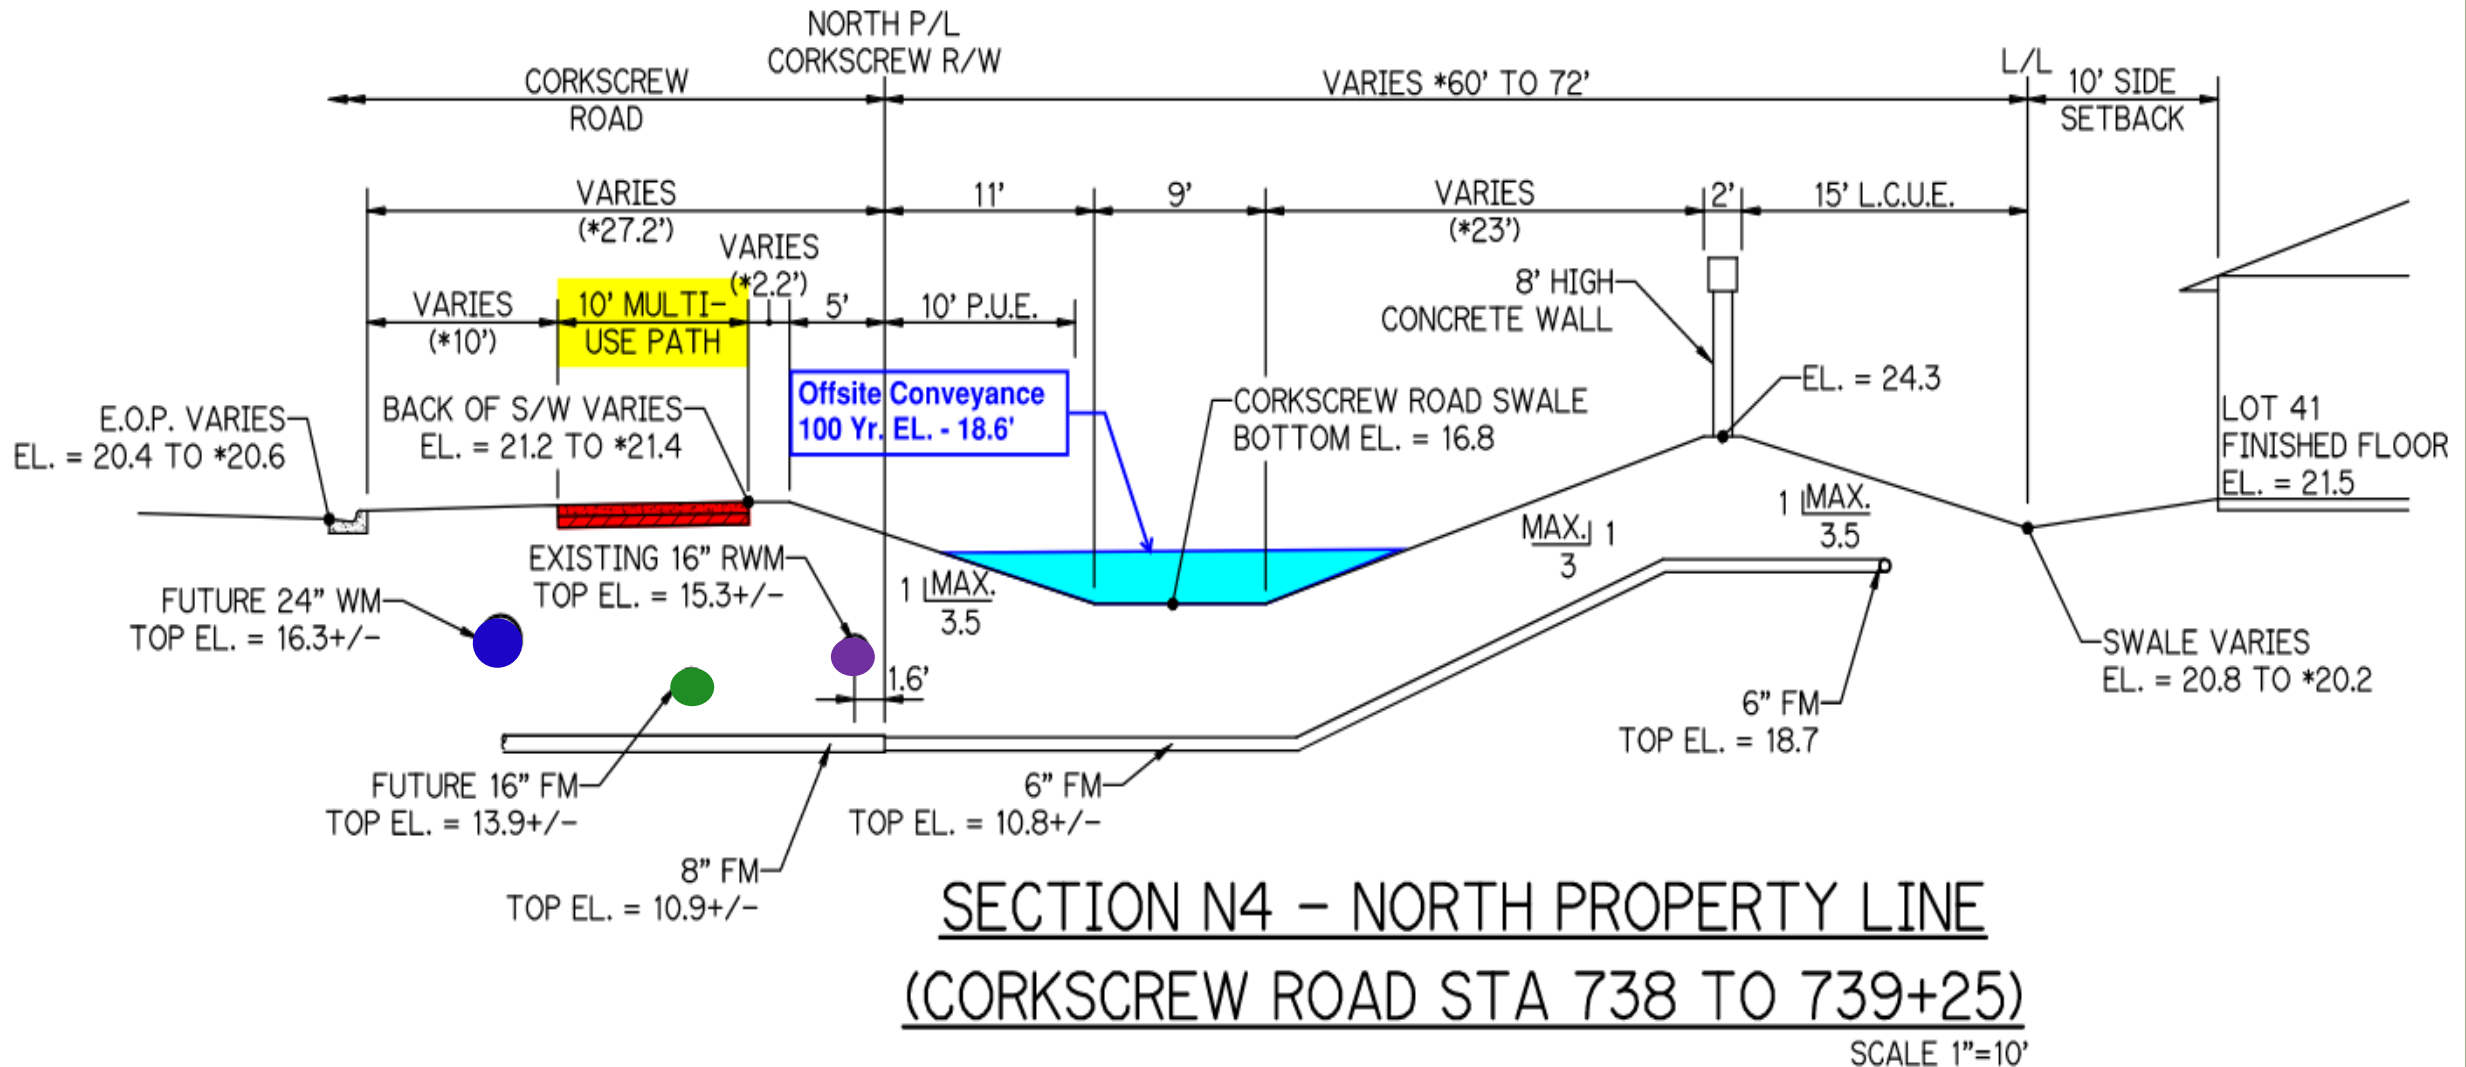 NORTH P/L
CORKSCREW R/W
CORKSCREW
ROAD
VARIES *60' TO 72'
L/L
10' SIDE
SETBACK
VARIES
(*27.2')
11'
9'
VARIES
(*23')
2'
15' L.C.U.E.
VARIES
(*2.2')
VARIES
(*10')
10' MULTI-
USE PATH
5'
10' P.U.E.
8' HIGH
CONCRETE WALL
EL. = 24.3
E.O.P. VARIES
EL. = 20.4 TO *20.6
BACK OF S/W VARIES
EL. = 21.2 TO *21.4
Offsite Conveyance
100 Yr. EL. - 18.6'
CORKSCREW ROAD SWALE
BOTTOM EL. = 16.8
LOT 41
FINISHED FLOOR
EL. = 21.5
1 MAX.
3.5
MAX. 1
3
1 MAX.
3.5
EXISTING 16" RWM
TOP EL. = 15.3+/-
FUTURE 24" WM
TOP EL. = 16.3+/-
1.6'
SWALE VARIES
EL. = 20.8 TO *20.2
6" FM
TOP EL. = 18.7
FUTURE 16" FM
TOP EL. = 13.9+/-
6" FM
TOP EL. = 10.8+/-
8" FM
TOP EL. = 10.9+/-
SECTION N4 - NORTH PROPERTY LINE
(CORKSCREW ROAD STA 738 TO 739+25)
SCALE 1"=10'